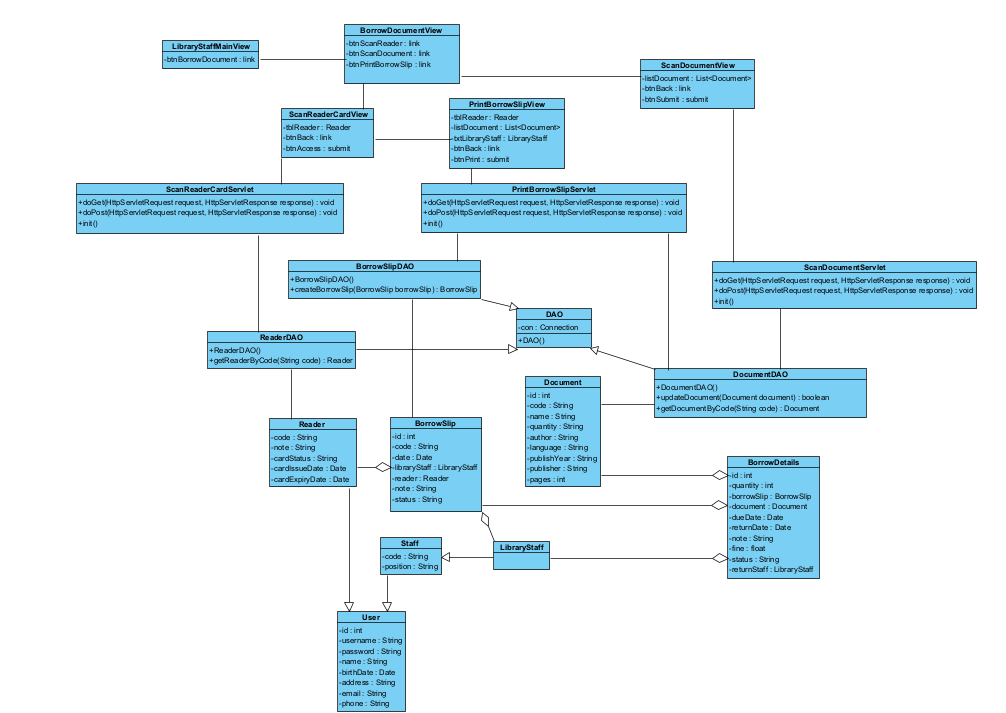 BorrowDocumentView
-btnScanReader : link
-btnScanDocument : link
-btnPrintBorrowSlip : link
LibraryStaffMainView
-btnBorrowDocument : link
ScanDocumentView
-listDocument : List<Document>
-btnBack : link
-btnSubmit : submit
ScanReaderCardView
-tblReader : Reader
-btnBack : link
-btnAccess : submit
PrintBorrowSlipView
-tblReader : Reader
-listDocument : List<Document>
-txtLibraryStaff : LibraryStaff
-btnBack : link
-btnPrint : submit
ScanReaderCardServlet
+doGet(HttpServletRequest request, HttpServletResponse response) : void
+doPost(HttpServletRequest request, HttpServletResponse response) : void
+init()
PrintBorrowSlipServlet
+doGet(HttpServletRequest request, HttpServletResponse response) : void
+doPost(HttpServletRequest request, HttpServletResponse response) : void
+init()
BorrowSlipDAO
+BorrowSlipDAO()
+createBorrowSlip(BorrowSlip borrowSlip) : BorrowSlip
ScanDocumentServlet
+doGet(HttpServletRequest request, HttpServletResponse response) : void
+doPost(HttpServletRequest request, HttpServletResponse response) : void
+init()
DAO
-con : Connection
+DAO()
ReaderDAO
+ReaderDAO()
+getReaderByCode(String code) : Reader
DocumentDAO
+DocumentDAO()
+updateDocument(Document document) : boolean
+getDocumentByCode(String code) : Document
Document
-id : int
-code : String
-name : String
-quantity : String
-author : String
-language : String
-publishYear : String
-publisher : String
-pages : int
Reader
-code : String
-note : String
-cardStatus : String
-cardIssueDate : Date
-cardExpiryDate : Date
BorrowSlip
-id : int
-code : String
-date : Date
-libraryStaff : LibraryStaff
-reader : Reader
-note : String
-status : String
BorrowDetails
-id : int
-quantity : int
-borrowSlip : BorrowSlip
-document : Document
-dueDate : Date
-returnDate : Date
-note : String
-fine : float
-status : String
-returnStaff : LibraryStaff
Staff
-code : String
-position : String
LibraryStaff
User
-id : int
-username : String
-password : String
-name : String
-birthDate : Date
-address : String
-email : String
-phone : String